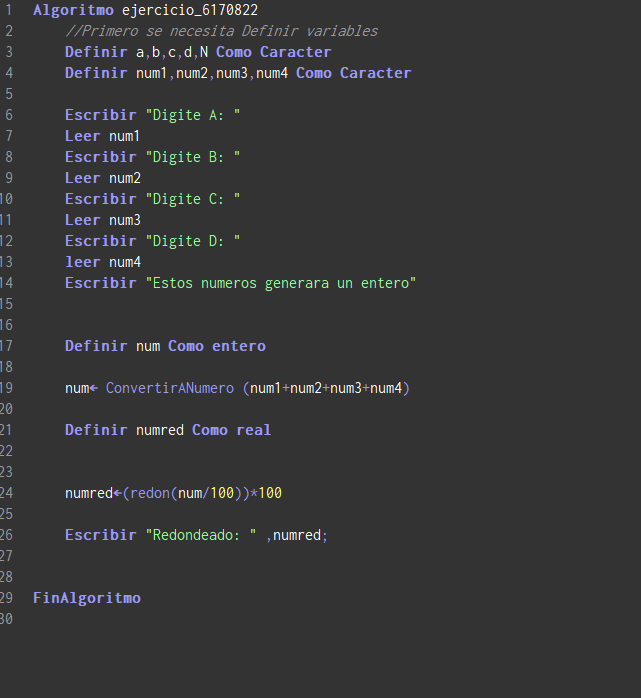 1 Algoritmo ejercicio_6170822
2 //Primero se necesita Definir variables
3 Definir a,b,c,d,N Como Caracter
4 Definir num1,num2,num3,num4 Como Caracter
5
6 Escribir "Digite A: "
7 Leer num1
8 Escribir "Digite B: "
9 Leer num2
10 Escribir "Digite C: "
11 Leer num3
12 Escribir "Digite D: "
13 leer num4
14 Escribir "Estos numeros generara un entero"
15
16
17 Definir num Como entero
18
19 num← ConvertirANumero (num1+num2+num3+num4)
20
21 Definir numred Como real
22
23
24 numred←(redon(num/100))*100
25
26 Escribir "Redondeado: " ,numred;
27
28
29 FinAlgoritmo
30